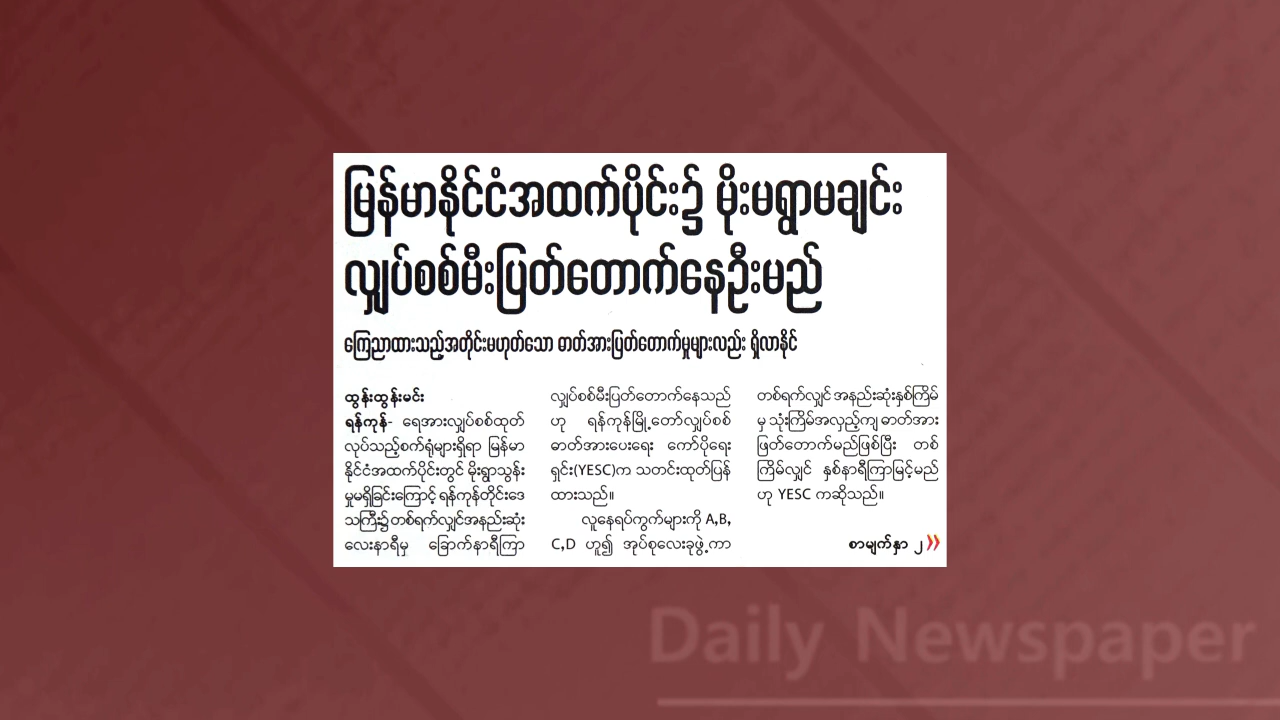 မြန်မာနိုင်ငံအထက်ပိုင်း၌ မိုးမရွာမချင်း
လျှပ်စစ်မီးပြတ်တောက်နေဦးမည်
ကြေညာထားသည့်အတိုင်းမဟုတ်သော ဓာတ်အားပြတ်တောက်မှုများလည်း ရှိလာနိုင်
ထွန်းထွန်းမင်း
ရန်ကုန်- ရေအားလျှပ်စစ်ထုတ်
လုပ်သည့်စက်ရုံများရှိရာ မြန်မာ
နိုင်ငံအထက်ပိုင်းတွင် မိုးရွာသွန်း
မှုမရှိခြင်းကြောင့် ရန်ကုန်တိုင်းဒေ
သကြီး၌ တစ်ရက်လျှင်အနည်းဆုံး
လေးနာရီမှ ခြောက်နာရီကြာ
လျှပ်စစ်မီးပြတ်တောက်နေသည်
ဟု ရန်ကုန်မြို့တော်လျှပ်စစ်
ဓာတ်အားပေးရေး ကော်ပိုရေး
ရှင်း(YESC)က သတင်းထုတ်ပြန်
ထားသည်။
လူနေရပ်ကွက်များကို A,B,
C,D ဟူ၍ အုပ်စုလေးခုဖွဲ့ကာ
တစ်ရက်လျှင် အနည်းဆုံးနှစ်ကြိမ်
မှ သုံးကြိမ်အလှည့်ကျ ဓာတ်အား
ဖြတ်တောက်မည်ဖြစ်ပြီး တစ်
ကြိမ်လျှင် နှစ်နာရီကြာမြင့်မည်
ဟု YESC ကဆိုသည်။
စာမျက်နှာ ၂
Daily Newspaper